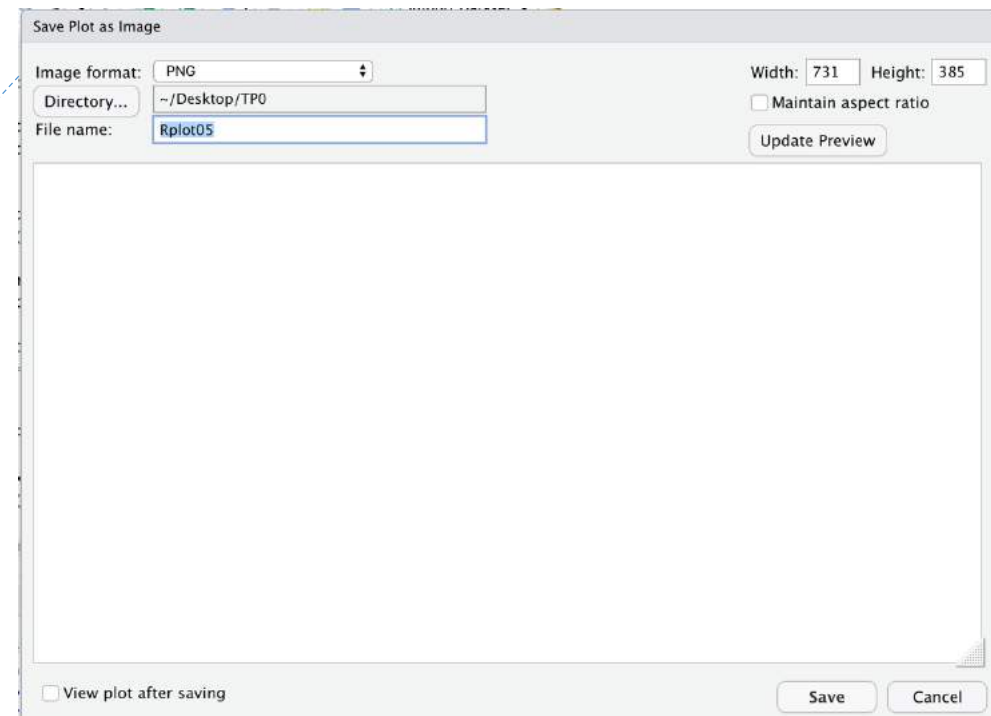 Save Plot as Image
Image format: PNG Width: 731 Height: 385
Directory... ~/Desktop/TP0 Maintain aspect ratio
File name: Rplot05 Update Preview
View plot after saving Save Cancel